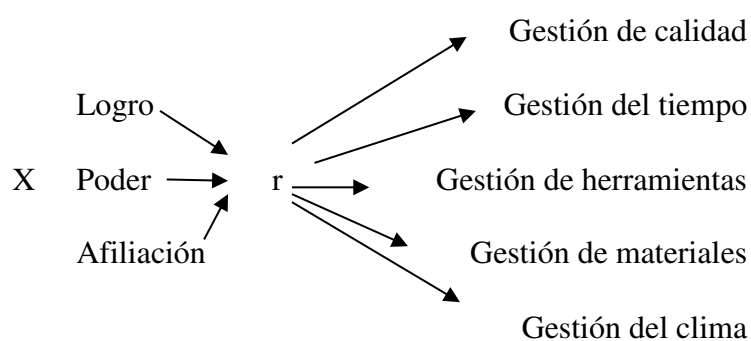 Gestión de calidad
Logro Gestión del tiempo
X Poder r Gestión de herramientas
Afiliación Gestión de materiales
Gestión del clima